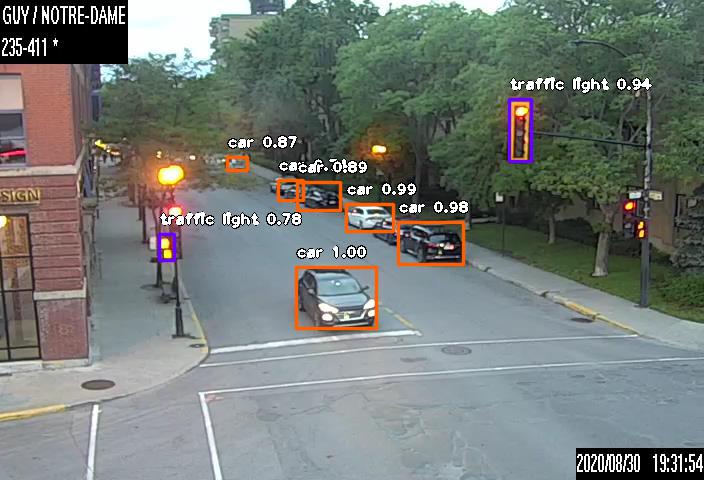 GUY / NOTRE-DAME
235-411 *
traffic light 0.94
car 0.87
car
0.89
car 0.99
car 0.98
SIGN
traffic light 0.78
car 1.00
2020/08/30 19:31:54